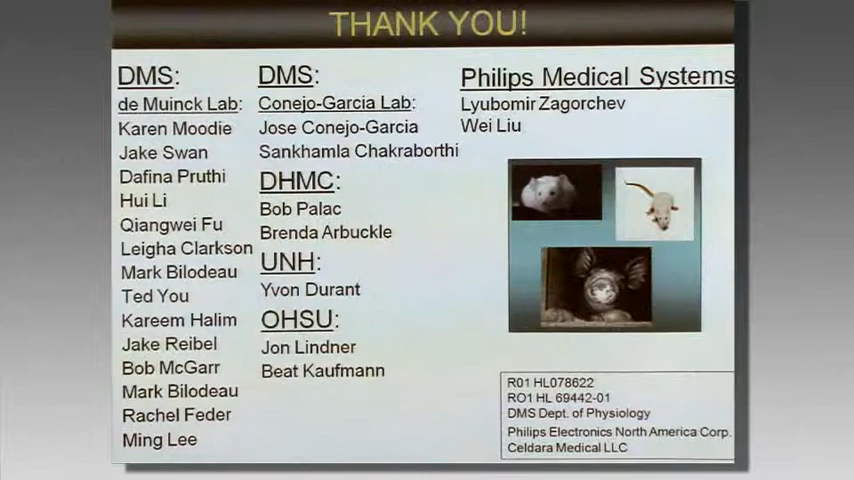 THANK YOU!
DMS:
de Muinck Lab:
Karen Moodie
Jake Swan
Dafina Pruthi
Hui Li
Qiangwei Fu
Leigha Clarkson
Mark Bilodeau
Ted You
Kareem Halim
Jake Reibel
Bob McGarr
Mark Bilodeau
Rachel Feder
Ming Lee
DMS:
Conejo-Garcia Lab:
Jose Conejo-Garcia
Sankhamla Chakraborthi
DHMC:
Bob Palac
Brenda Arbuckle
UNH:
Yvon Durant
OHSU:
Jon Lindner
Beat Kaufmann
Philips Medical Systems
Lyubomir Zagorchev
Wei Liu
R01 HL078622
RO1 HL 69442-01
DMS Dept. of Physiology
Philips Electronics North America Corp.
Celdara Medical LLC